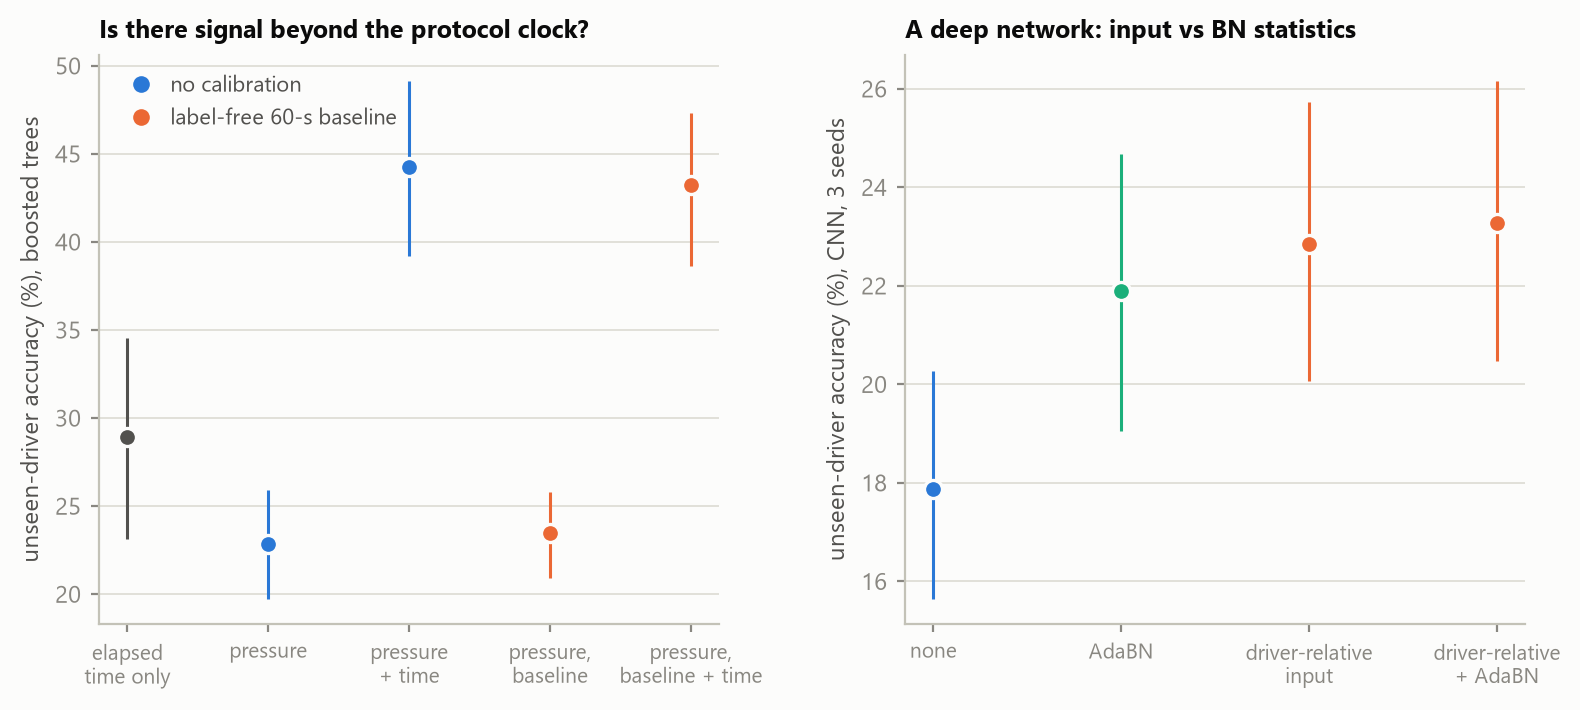 Is there signal beyond the protocol clock?
no calibration
label-free 60-s baseline
unseen-driver accuracy (%), boosted trees
50
45
40
35
30
25
20
elapsed
time only
pressure
pressure
+ time
pressure,
baseline
pressure,
baseline + time
A deep network: input vs BN statistics
unseen-driver accuracy (%), CNN, 3 seeds
26
24
22
20
18
16
none
AdaBN
driver-relative
input
driver-relative
+ AdaBN